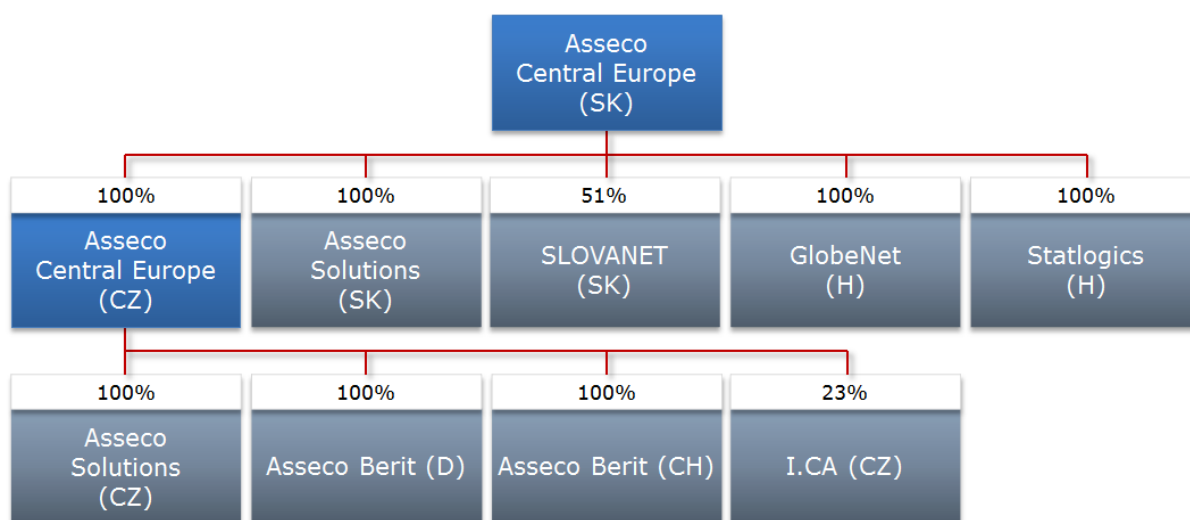 Asseco
Central Europe
(SK)
100%
100%
51%
100%
100%
Asseco
Central Europe
(CZ)
Asseco
Solutions
(SK)
SLOVANET
(SK)
GlobeNet
(H)
Statlogics
(H)
100%
100%
100%
23%
Asseco
Solutions
(CZ)
Asseco Berit (D)
Asseco Berit (CH)
I.CA (CZ)